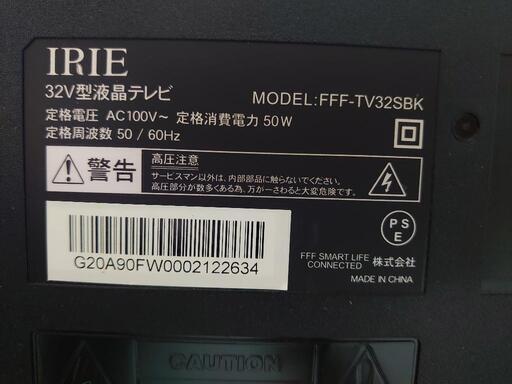 IRIE
32V型液晶テレビ
MODEL:FFF-TV32SBK
定格電圧 AC100V～ 定格消費電力 50W
定格周波数 50 / 60Hz
警告
高圧注意
サービスマン以外は、内部部品に触らないでください。
高圧部分が数多くある為、万が一さわると大変危険です。
PS
E
G20A90FW0002122634
FFF SMART LIFE
CONNECTED 株式会社
MADE IN CHINA
CAUTION